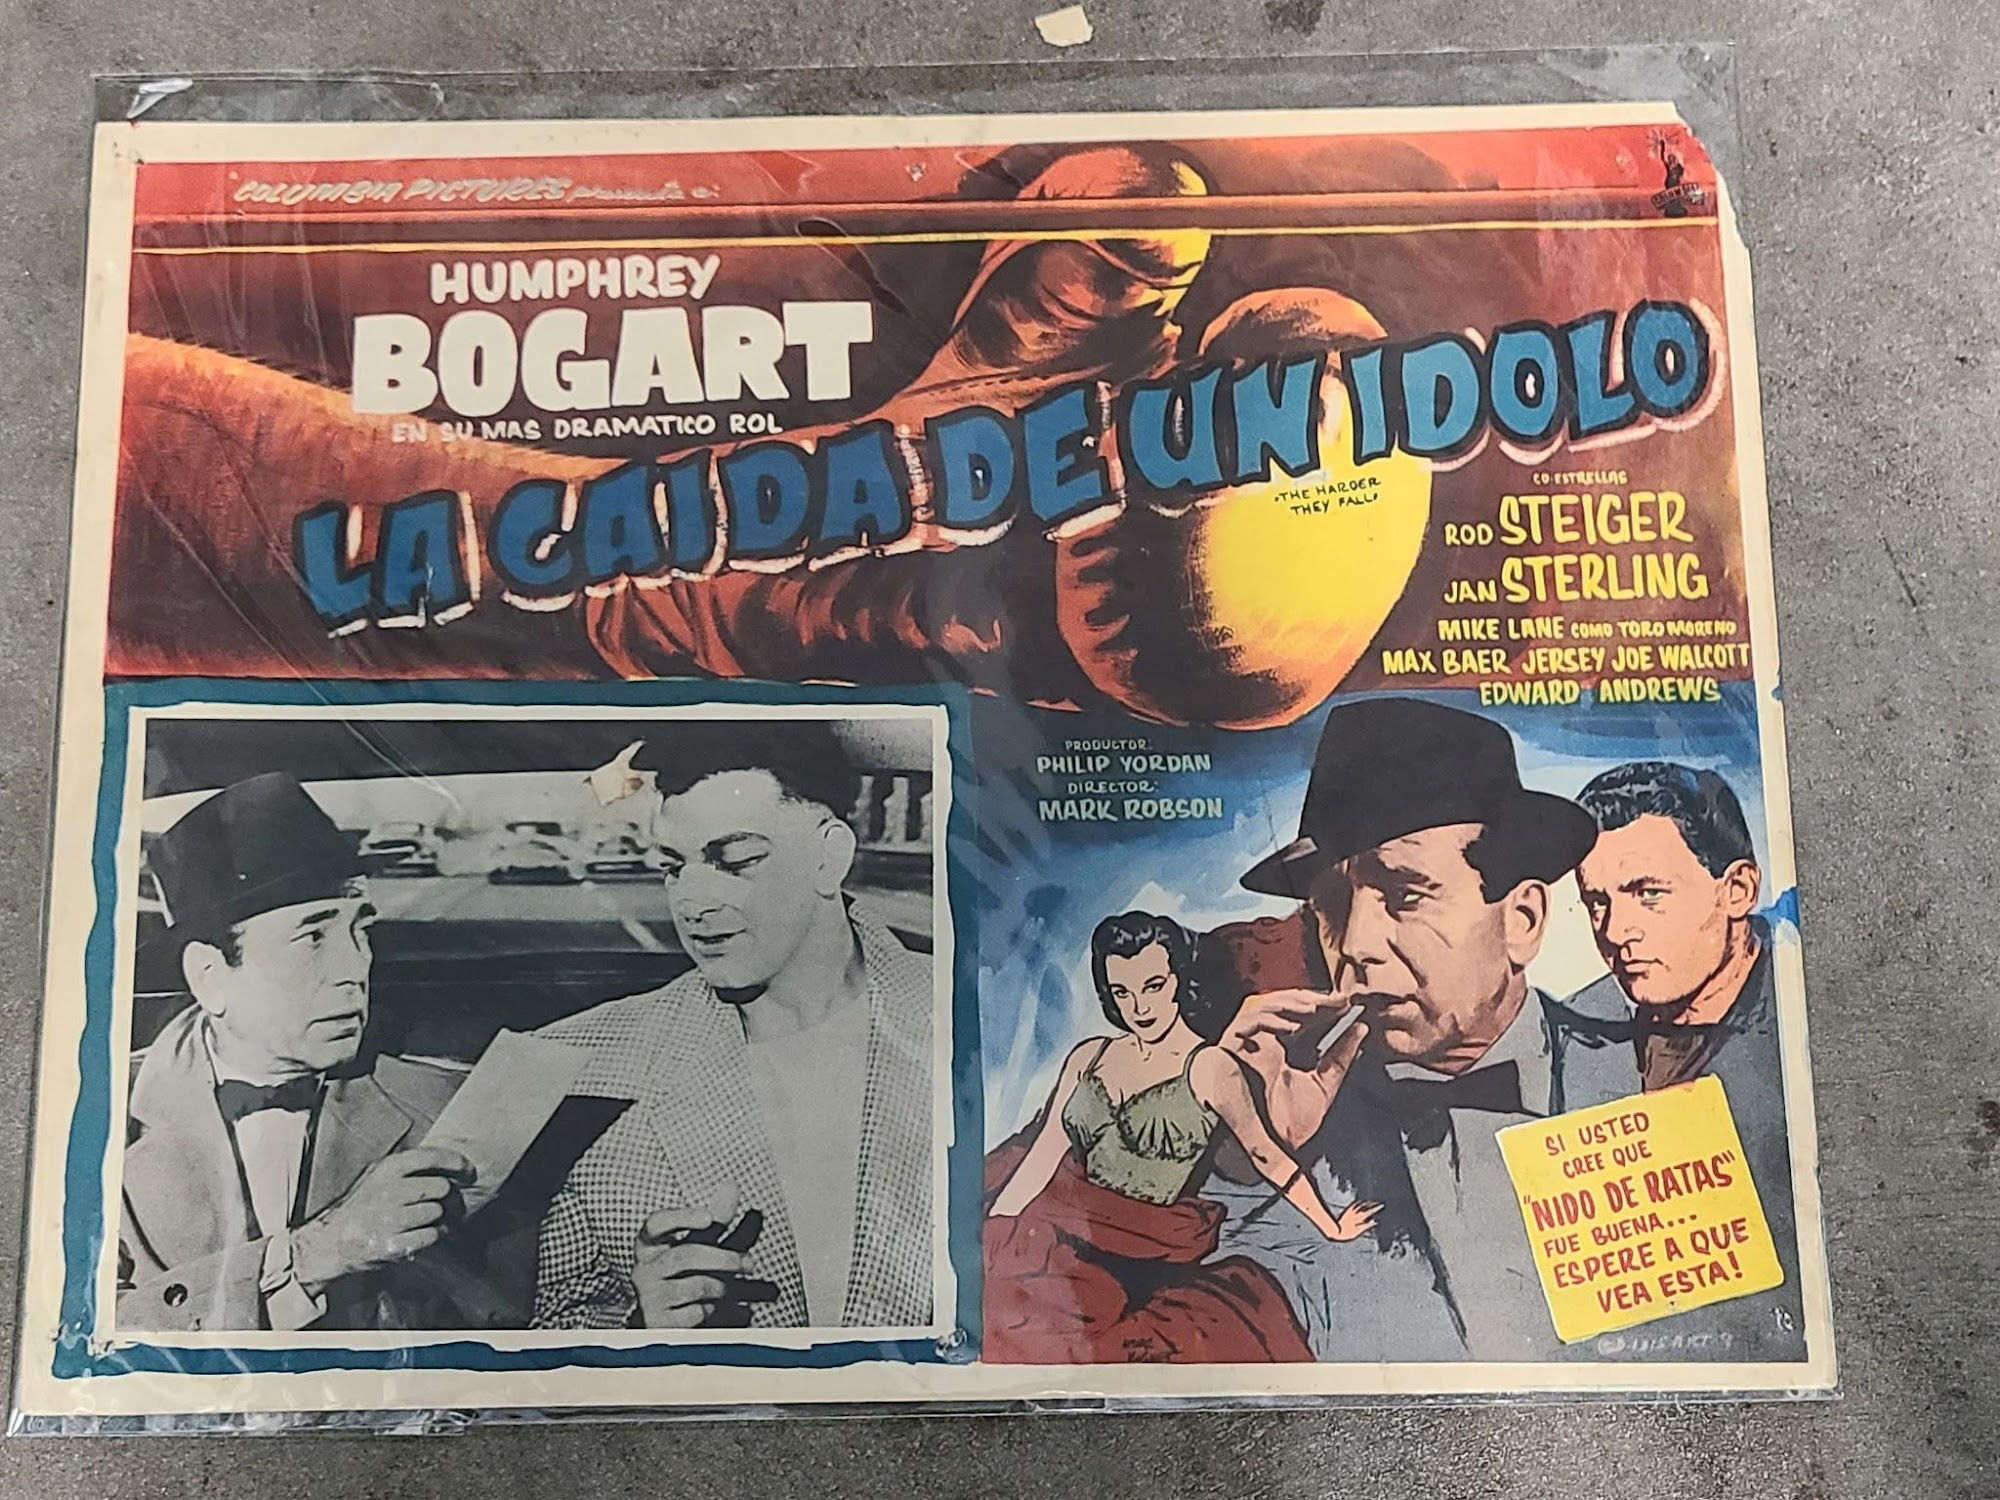 COLUMBIA PICTURES presenta a:
HUMPHREY
BOGART
EN SU MAS DRAMATICO ROL
LA CAIDA DE UN IDOLO
"THE HARDER
THEY FALL"
CO-ESTRELLAS
ROD STEIGER
JAN STERLING
MIKE LANE COMO TORO MORENO
MAX BAER JERSEY JOE WALCOTT
EDWARD ANDREWS
PRODUCTOR:
PHILIP YORDAN
DIRECTOR:
MARK ROBSON
SI USTED
CREE QUE
"NIDO DE RATAS"
FUE BUENA...
ESPERE A QUE
VEA ESTA!